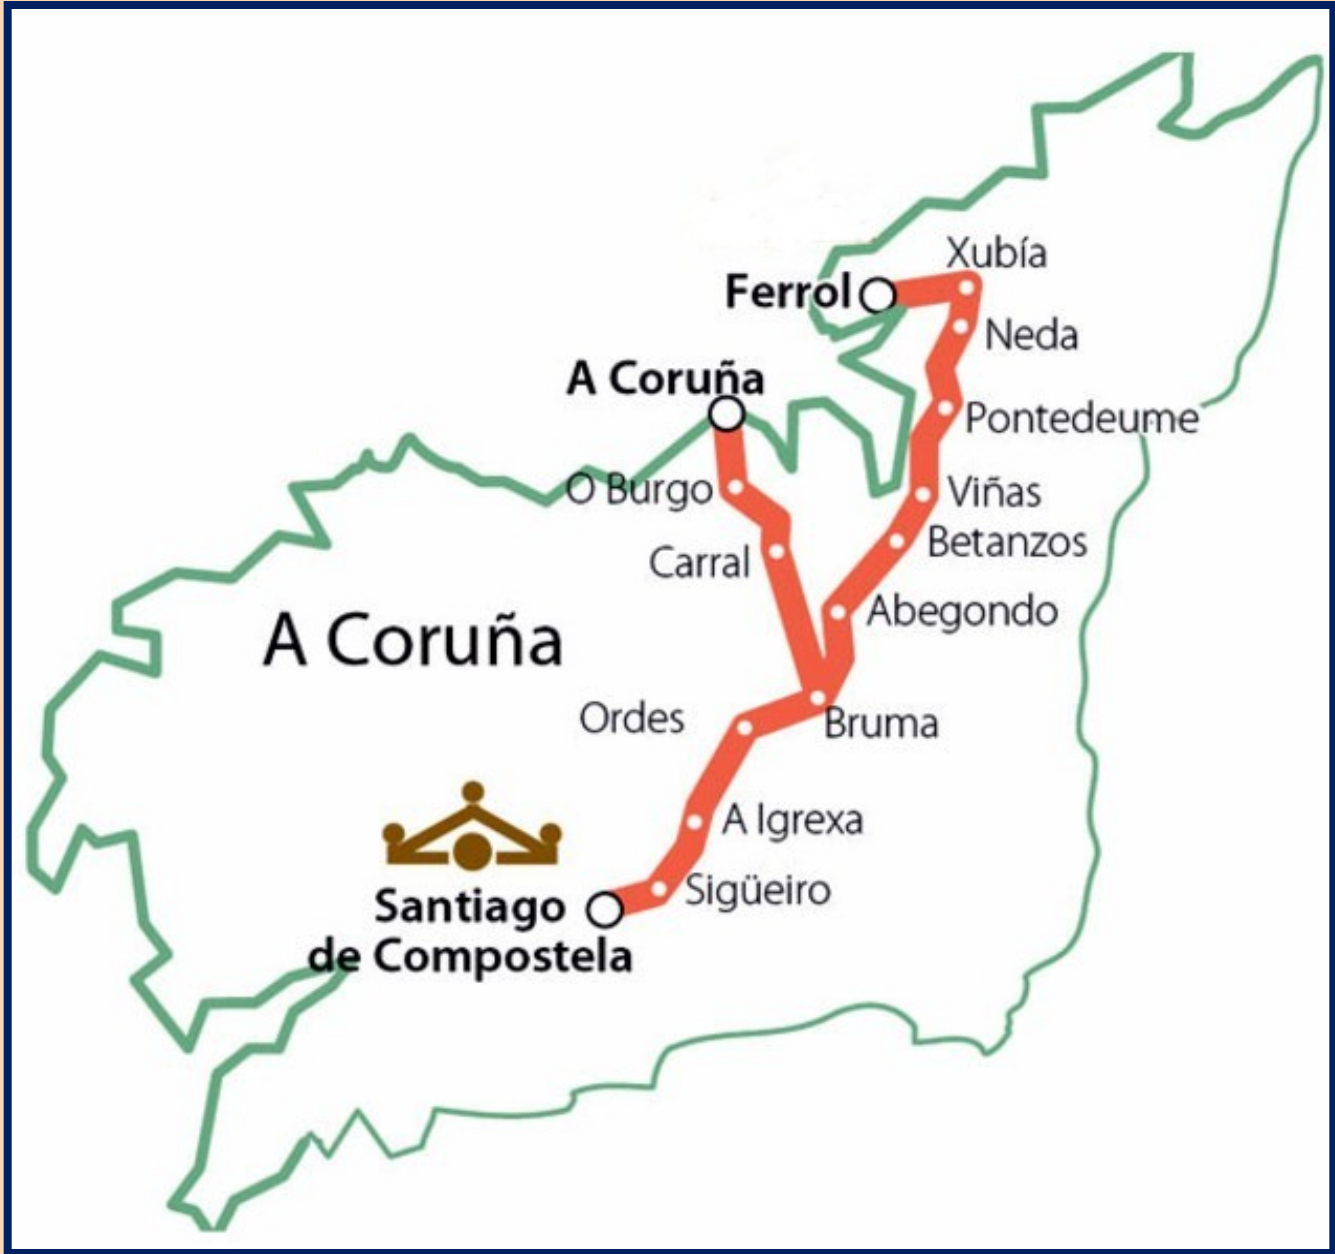 Xubía
Ferrol
Neda
A Coruña
Pontedeume
O Burgo
Viñas
Betanzos
Carral
Abegondo
A Coruña
Ordes
Bruma
A Igrexa
Sigüeiro
Santiago
de Compostela